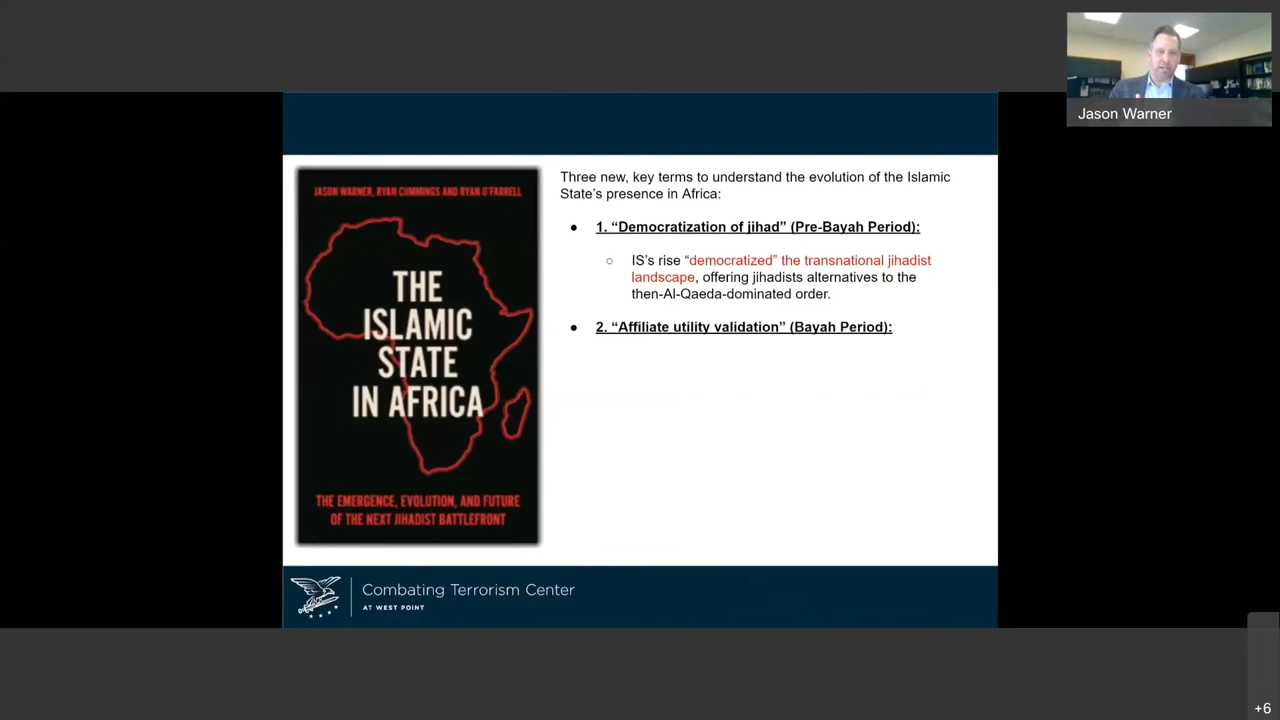 Jason Warner
JASON WARNER, RYAN CUMMINGS AND RYAN O'FARRELL
THE
ISLAMIC
STATE
IN AFRICA
THE EMERGENCE, EVOLUTION, AND FUTURE
OF THE NEXT JIHADIST BATTLEFRONT
Three new, key terms to understand the evolution of the Islamic
State's presence in Africa:
● 1. “Democratization of jihad” (Pre-Bayah Period):
○ IS's rise “democratized” the transnational jihadist
landscape, offering jihadists alternatives to the
then-Al-Qaeda-dominated order.
● 2. “Affiliate utility validation” (Bayah Period):
Combating Terrorism Center
AT WEST POINT
+6